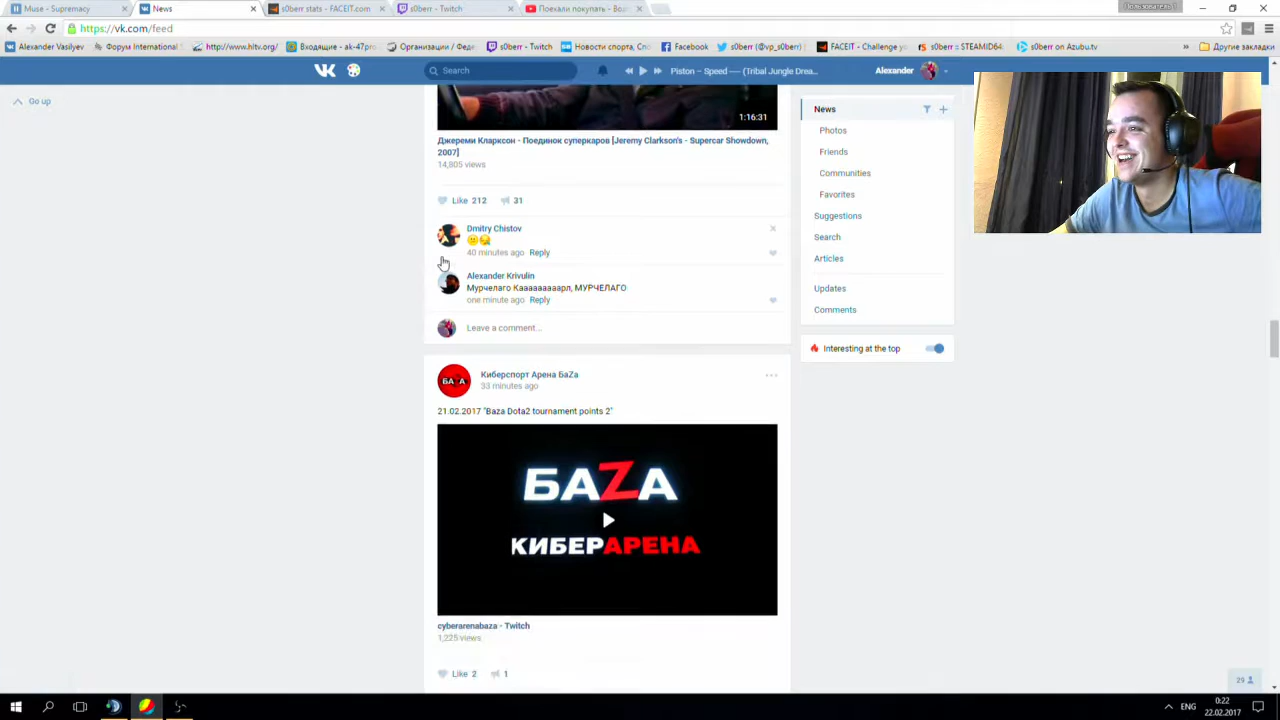 Muse - Supremacy
News
s0berr stats - FACEIT.com
s0berr - Twitch
Поехали покупать - Воз
https://vk.com/feed
Alexander Vasilyev
Форум International
http://www.hltv.org/
Входящие - ak-47pro
Организации / Феде
s0berr - Twitch
Новости спорта, Спо
Facebook
s0berr (@vp_s0berr)
FACEIT - Challenge yo
s0berr :: STEAMID64:
s0berr on Azubu.tv
»
Другие закладки
Search
Piston – Speed ---- (Tribal Jungle Drea...
Alexander
Go up
1:16:31
Джереми Кларксон - Поединок суперкаров [Jeremy Clarkson's - Supercar Showdown,
2007]
14,805 views
Like 212
31
Dmitry Chistov
40 minutes ago Reply
Alexander Krivulin
Мурчелаго Каааааааарл, МУРЧЕЛАГО
one minute ago Reply
Leave a comment...
Киберспорт Арена БаZа
33 minutes ago
21.02.2017 "Baza Dota2 tournament points 2"
БАZА
БАZА
КИБЕРАРЕНА
cyberarenabaza - Twitch
1,225 views
Like 2
1
News
Photos
Friends
Communities
Favorites
Suggestions
Search
Articles
Updates
Comments
Interesting at the top
29
ENG
0:22
22.02.2017